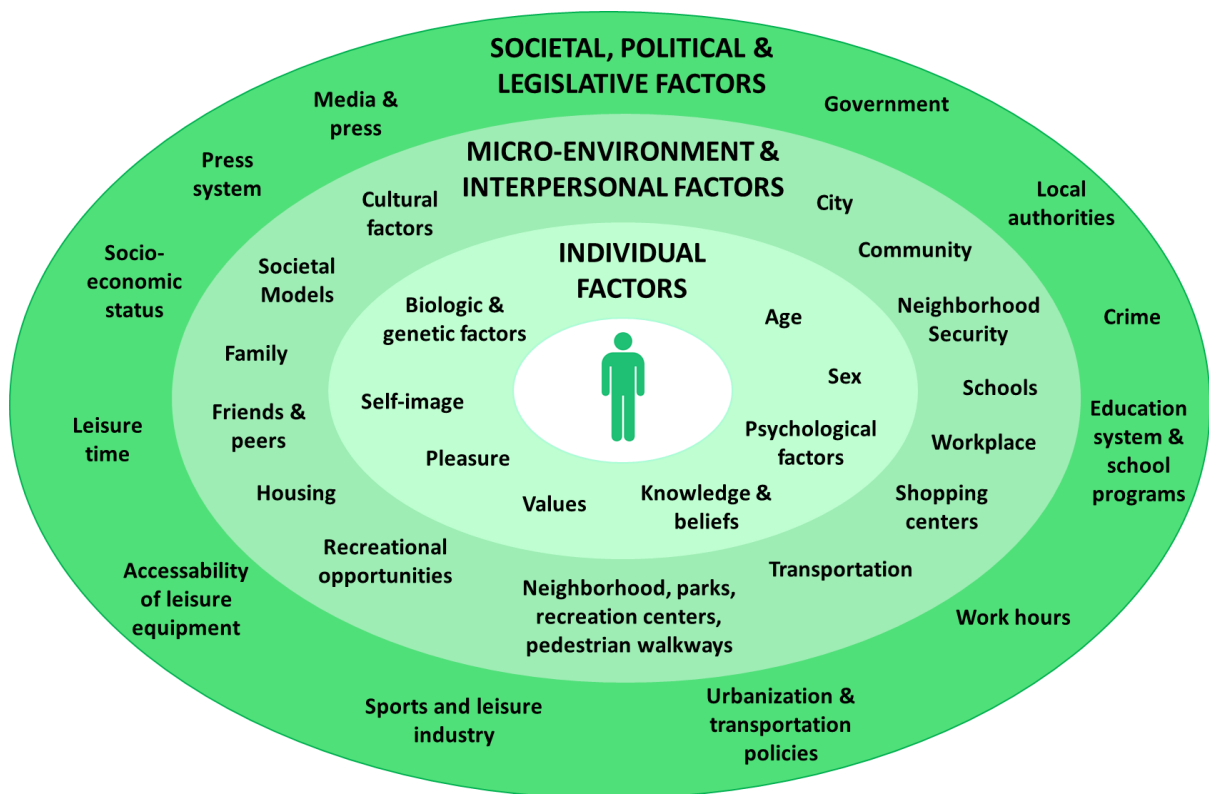 SOCIETAL, POLITICAL &
LEGISLATIVE FACTORS
Media &
press
Government
Press
system
Local
authorities
Socio-
economic
status
Crime
Leisure
time
Education
system &
school
programs
Accessability
of leisure
equipment
Work hours
Sports and leisure
industry
Urbanization &
transportation
policies
MICRO-ENVIRONMENT &
INTERPERSONAL FACTORS
Cultural
factors
City
Societal
Models
Community
Neighborhood
Security
Family
Schools
Friends &
peers
Workplace
Housing
Shopping
centers
Recreational
opportunities
Transportation
Neighborhood, parks,
recreation centers,
pedestrian walkways
INDIVIDUAL
FACTORS
Biologic &
genetic factors
Age
Self-image
Sex
Pleasure
Psychological
factors
Values
Knowledge &
beliefs